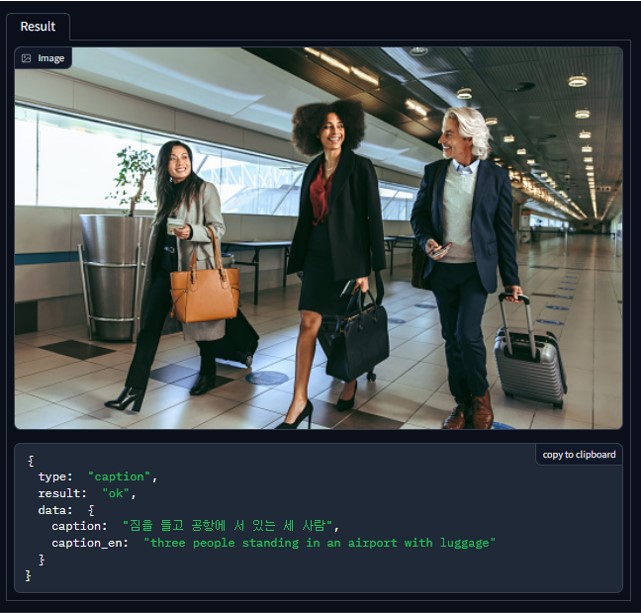 Result
Image
copy to clipboard
{
type: "caption",
result: "ok",
data: {
caption: "짐을 들고 공항에 서 있는 세 사람",
caption_en: "three people standing in an airport with luggage"
}
}